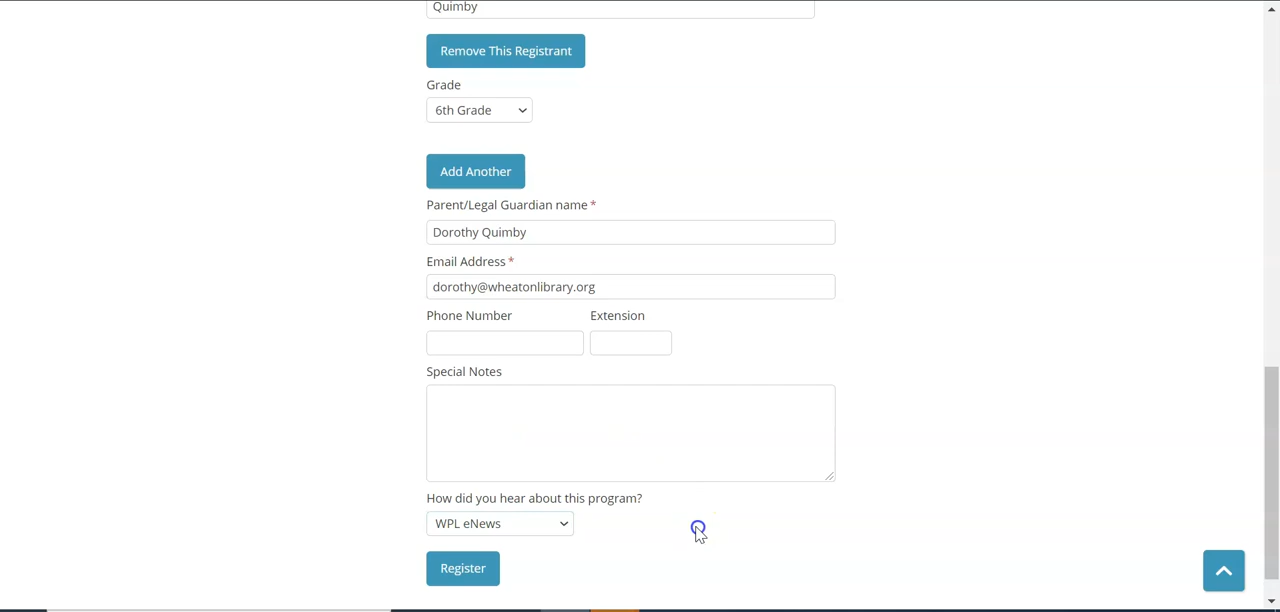 Quimby
Remove This Registrant
Grade
6th Grade
Add Another
Parent/Legal Guardian name *
Dorothy Quimby
Email Address *
dorothy@wheatonlibrary.org
Phone Number Extension
Special Notes
How did you hear about this program?
WPL eNews
Register